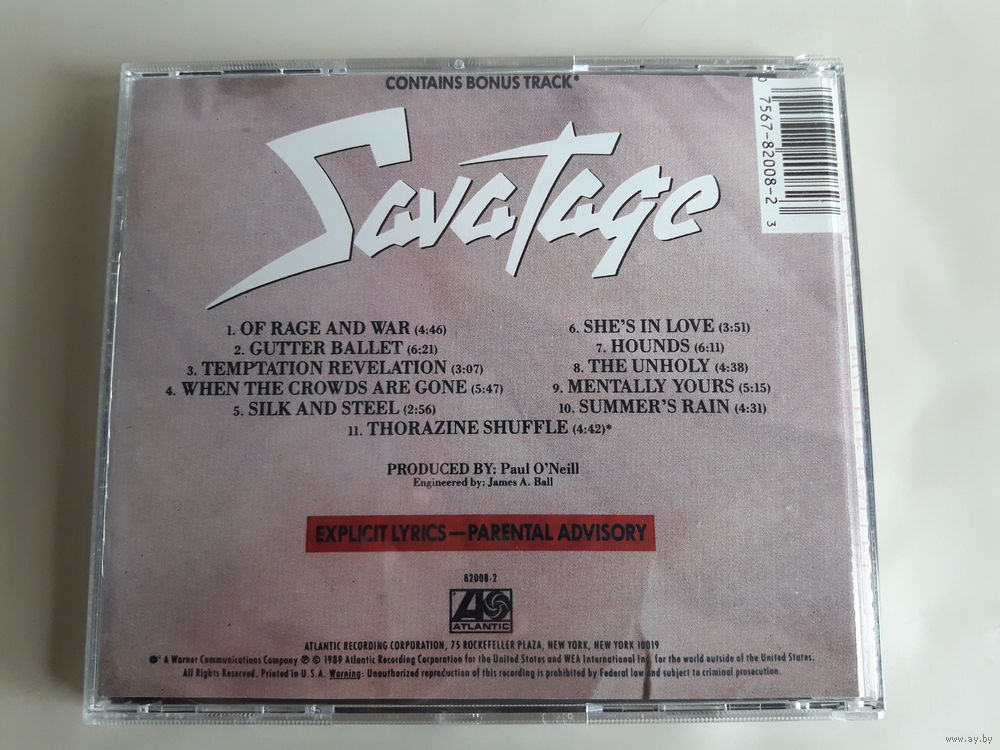 CONTAINS BONUS TRACK*
Savatage
7567-82008-2 3
1. OF RAGE AND WAR (4:46)
2. GUTTER BALLET (6:21)
3. TEMPTATION REVELATION (3:07)
4. WHEN THE CROWDS ARE GONE (5:47)
5. SILK AND STEEL (2:56)
6. SHE'S IN LOVE (3:51)
7. HOUNDS (6:11)
8. THE UNHOLY (4:38)
9. MENTALLY YOURS (5:15)
10. SUMMER'S RAIN (4:31)
11. THORAZINE SHUFFLE (4:42)*
PRODUCED BY: Paul O'Neill
Engineered by: James A. Ball
EXPLICIT LYRICS—PARENTAL ADVISORY
82008-2
ATLANTIC
ATLANTIC RECORDING CORPORATION, 75 ROCKEFELLER PLAZA, NEW YORK, NEW YORK 10019
A Warner Communications Company ℗ © 1989 Atlantic Recording Corporation for the United States and WEA International Inc. for the world outside of the United States.
All Rights Reserved. Printed in U.S.A. Warning: Unauthorized reproduction of this recording is prohibited by Federal law and subject to criminal prosecution.
www.ay.by